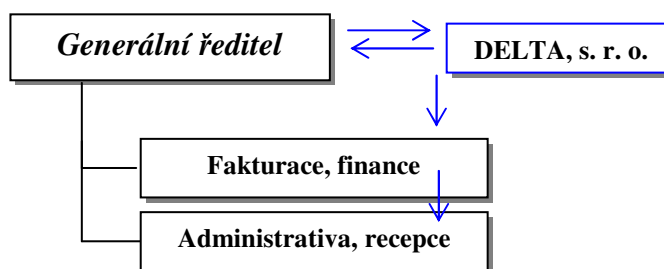 Generální ředitel
DELTA, s. r. o.
Fakturace, finance
Administrativa, recepce